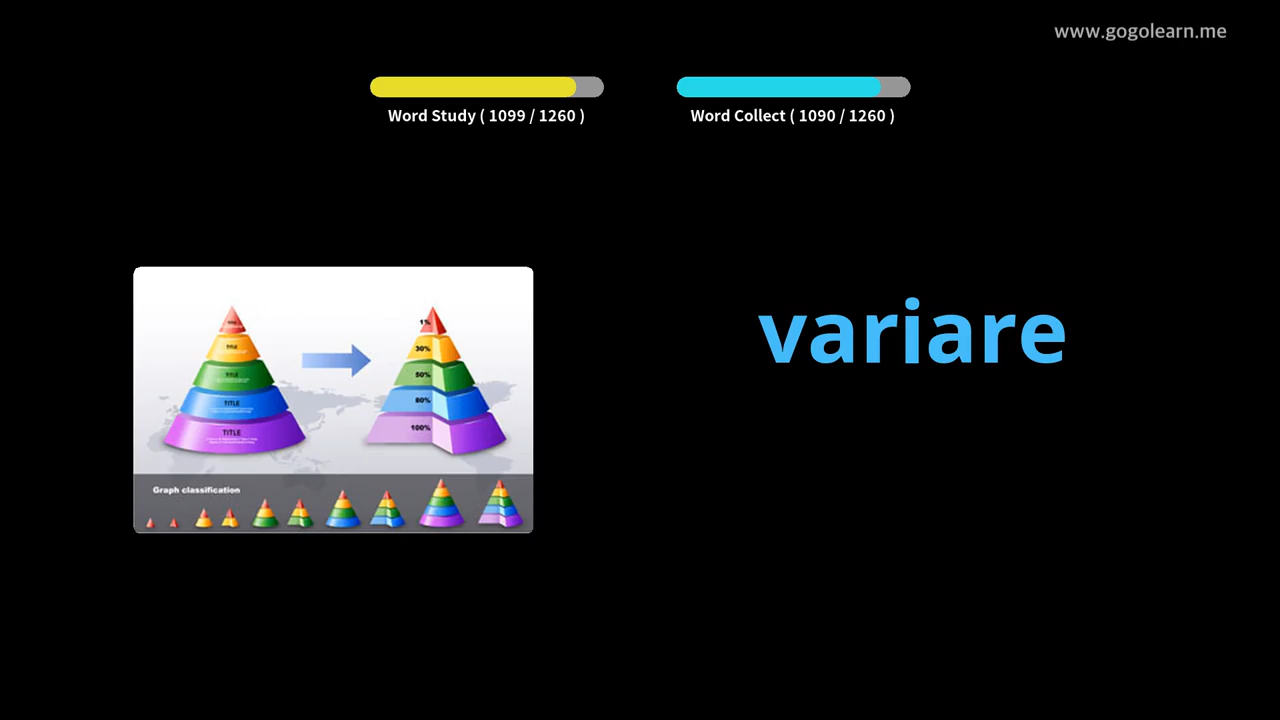 www.gogolearn.me
Word Study ( 1099 / 1260 )
Word Collect ( 1090 / 1260 )
variare
TITLE
TITLE
TITLE
TITLE
1%
30%
50%
80%
100%
Graph classification